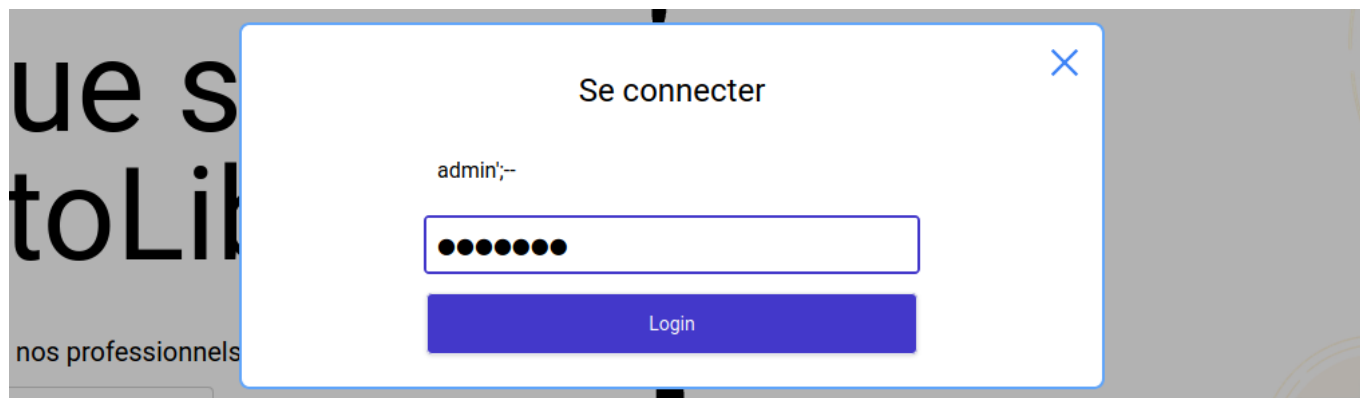 ue s
Se connecter
admin';--
toLib
●●●●●●●
Login
nos professionnels